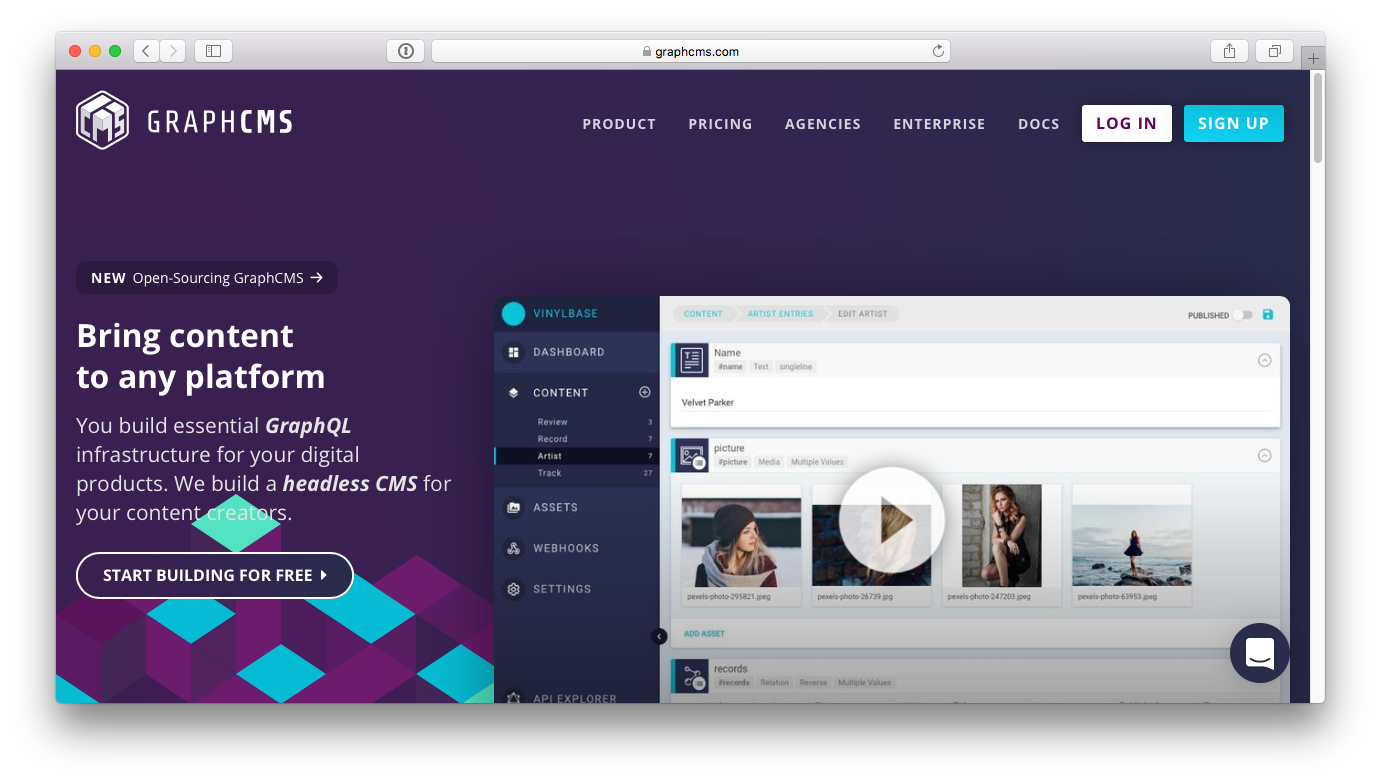 graphcms.com
GRAPHCMS
PRODUCT PRICING AGENCIES ENTERPRISE DOCS LOG IN SIGN UP
NEW Open-Sourcing GraphCMS →
Bring content
to any platform
You build essential GraphQL
infrastructure for your digital
products. We build a headless CMS for
your content creators.
START BUILDING FOR FREE
VINYLBASE
DASHBOARD
CONTENT
Review 3
Record 7
Artist 7
Track 27
ASSETS
WEBHOOKS
SETTINGS
API EXPLORER
CONTENT ARTIST ENTRIES EDIT ARTIST
PUBLISHED
Name
#name Text singleline
Velvet Parker
picture
#picture Media Multiple Values
pexels-photo-295821.jpeg pexels-photo-26739.jpg pexels-photo-247203.jpeg pexels-photo-63953.jpg
ADD ASSET
records
#records Relation Reverse Multiple Values